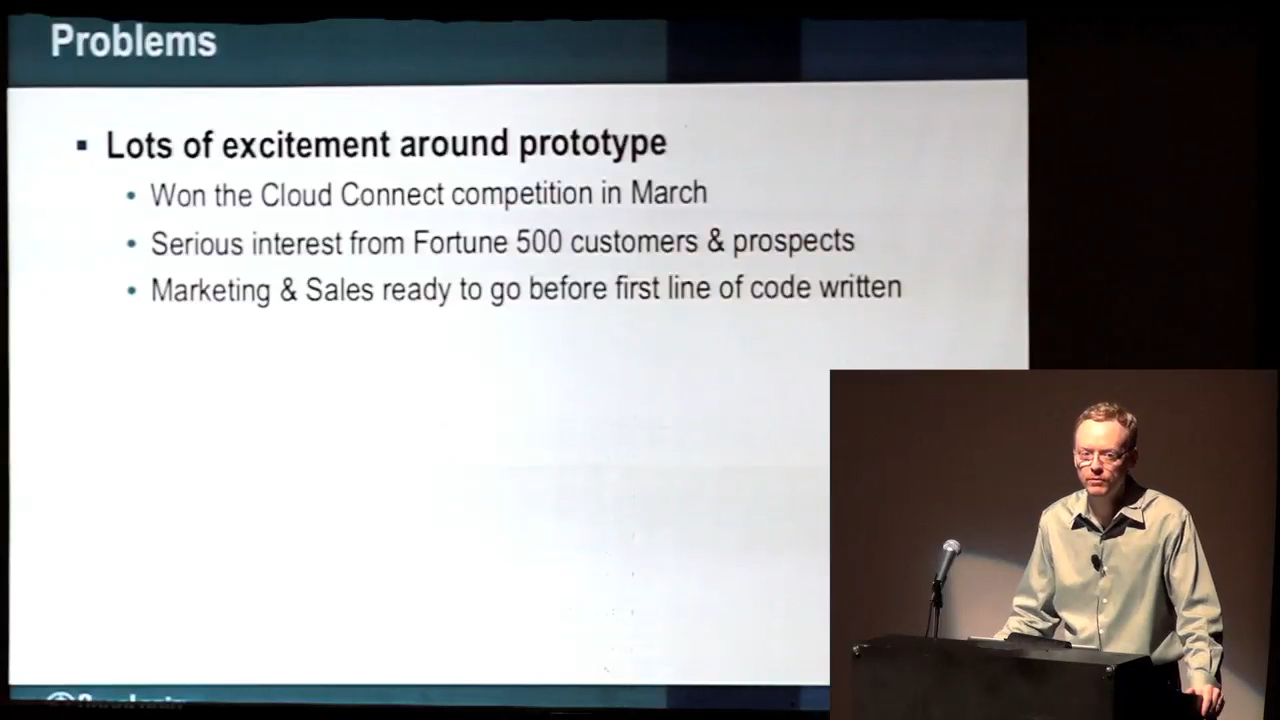 Problems
Lots of excitement around prototype
Won the Cloud Connect competition in March
Serious interest from Fortune 500 customers & prospects
Marketing & Sales ready to go before first line of code written